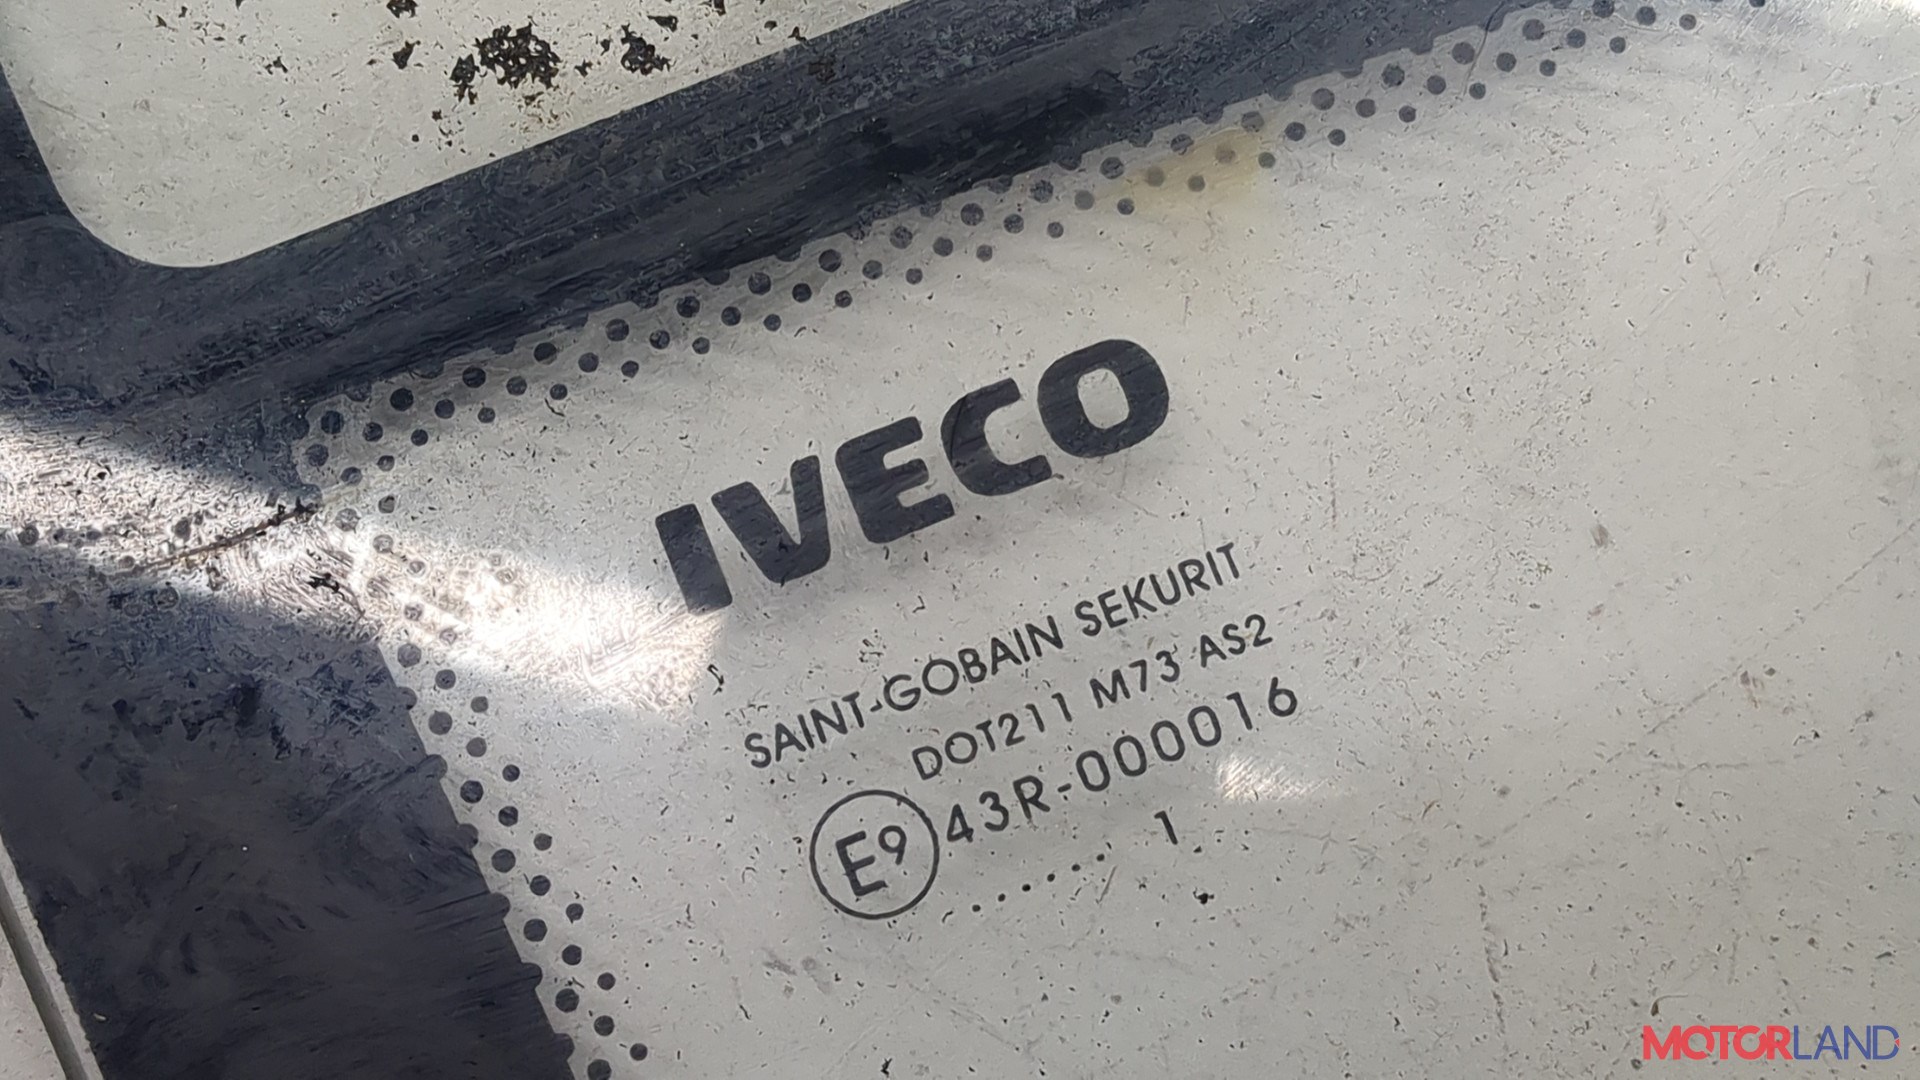 IVECO
SAINT-GOBAIN SEKURIT
DOT211 M73 AS2
E9 43R-000016
....... 1
MOTORLAND